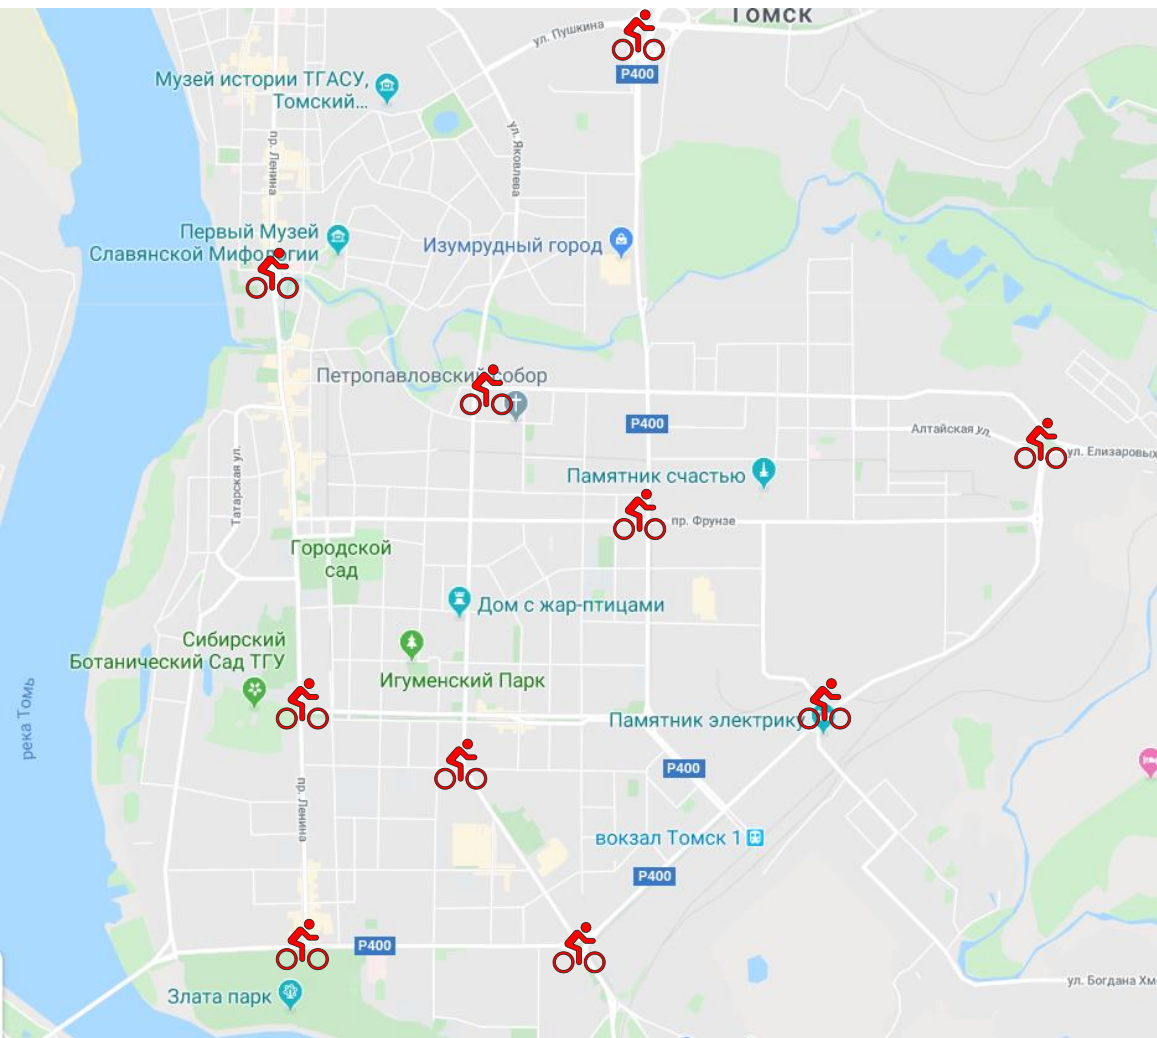 ТОМСК
ул. Пушкина
Р400
Музей истории ТГАСУ,
Томский...
пр. Ленина
ул. Яковлева
Первый Музей
Славянской Мифологии
Изумрудный город
Петропавловский собор
Р400
Алтайская ул.
ул. Елизаровых
Татарская ул.
Памятник счастью
пр. Фрунзе
Городской
сад
Дом с жар-птицами
Сибирский
Ботанический Сад ТГУ
Игуменский Парк
река Томь
Памятник электрику
Р400
пр. Ленина
вокзал Томск 1
Р400
Р400
Злата парк
ул. Богдана Хм